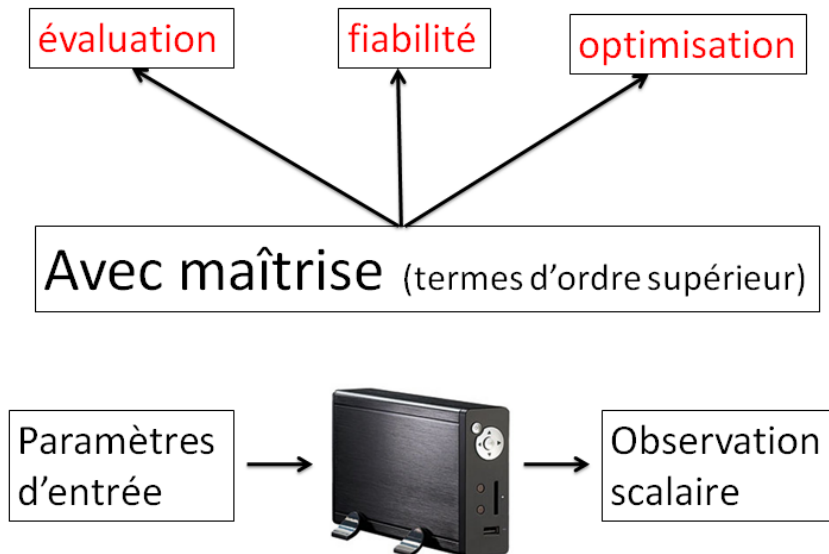 évaluation
fiabilité
optimisation
Avec maîtrise (termes d'ordre supérieur)
Paramètres
d'entrée
Observation
scalaire